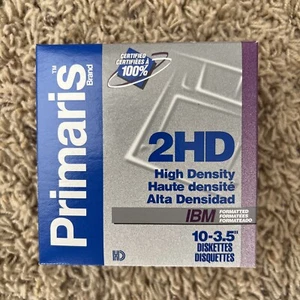 Primaris
™
Brand
CERTIFIED
CERTIFIÉES À
100%
2HD
High Density
Haute densité
Alta Densidad
IBM FORMATTED
FORMATÉES
FORMATEADO
10-3.5"
DISKETTES
DISQUETTES
HD